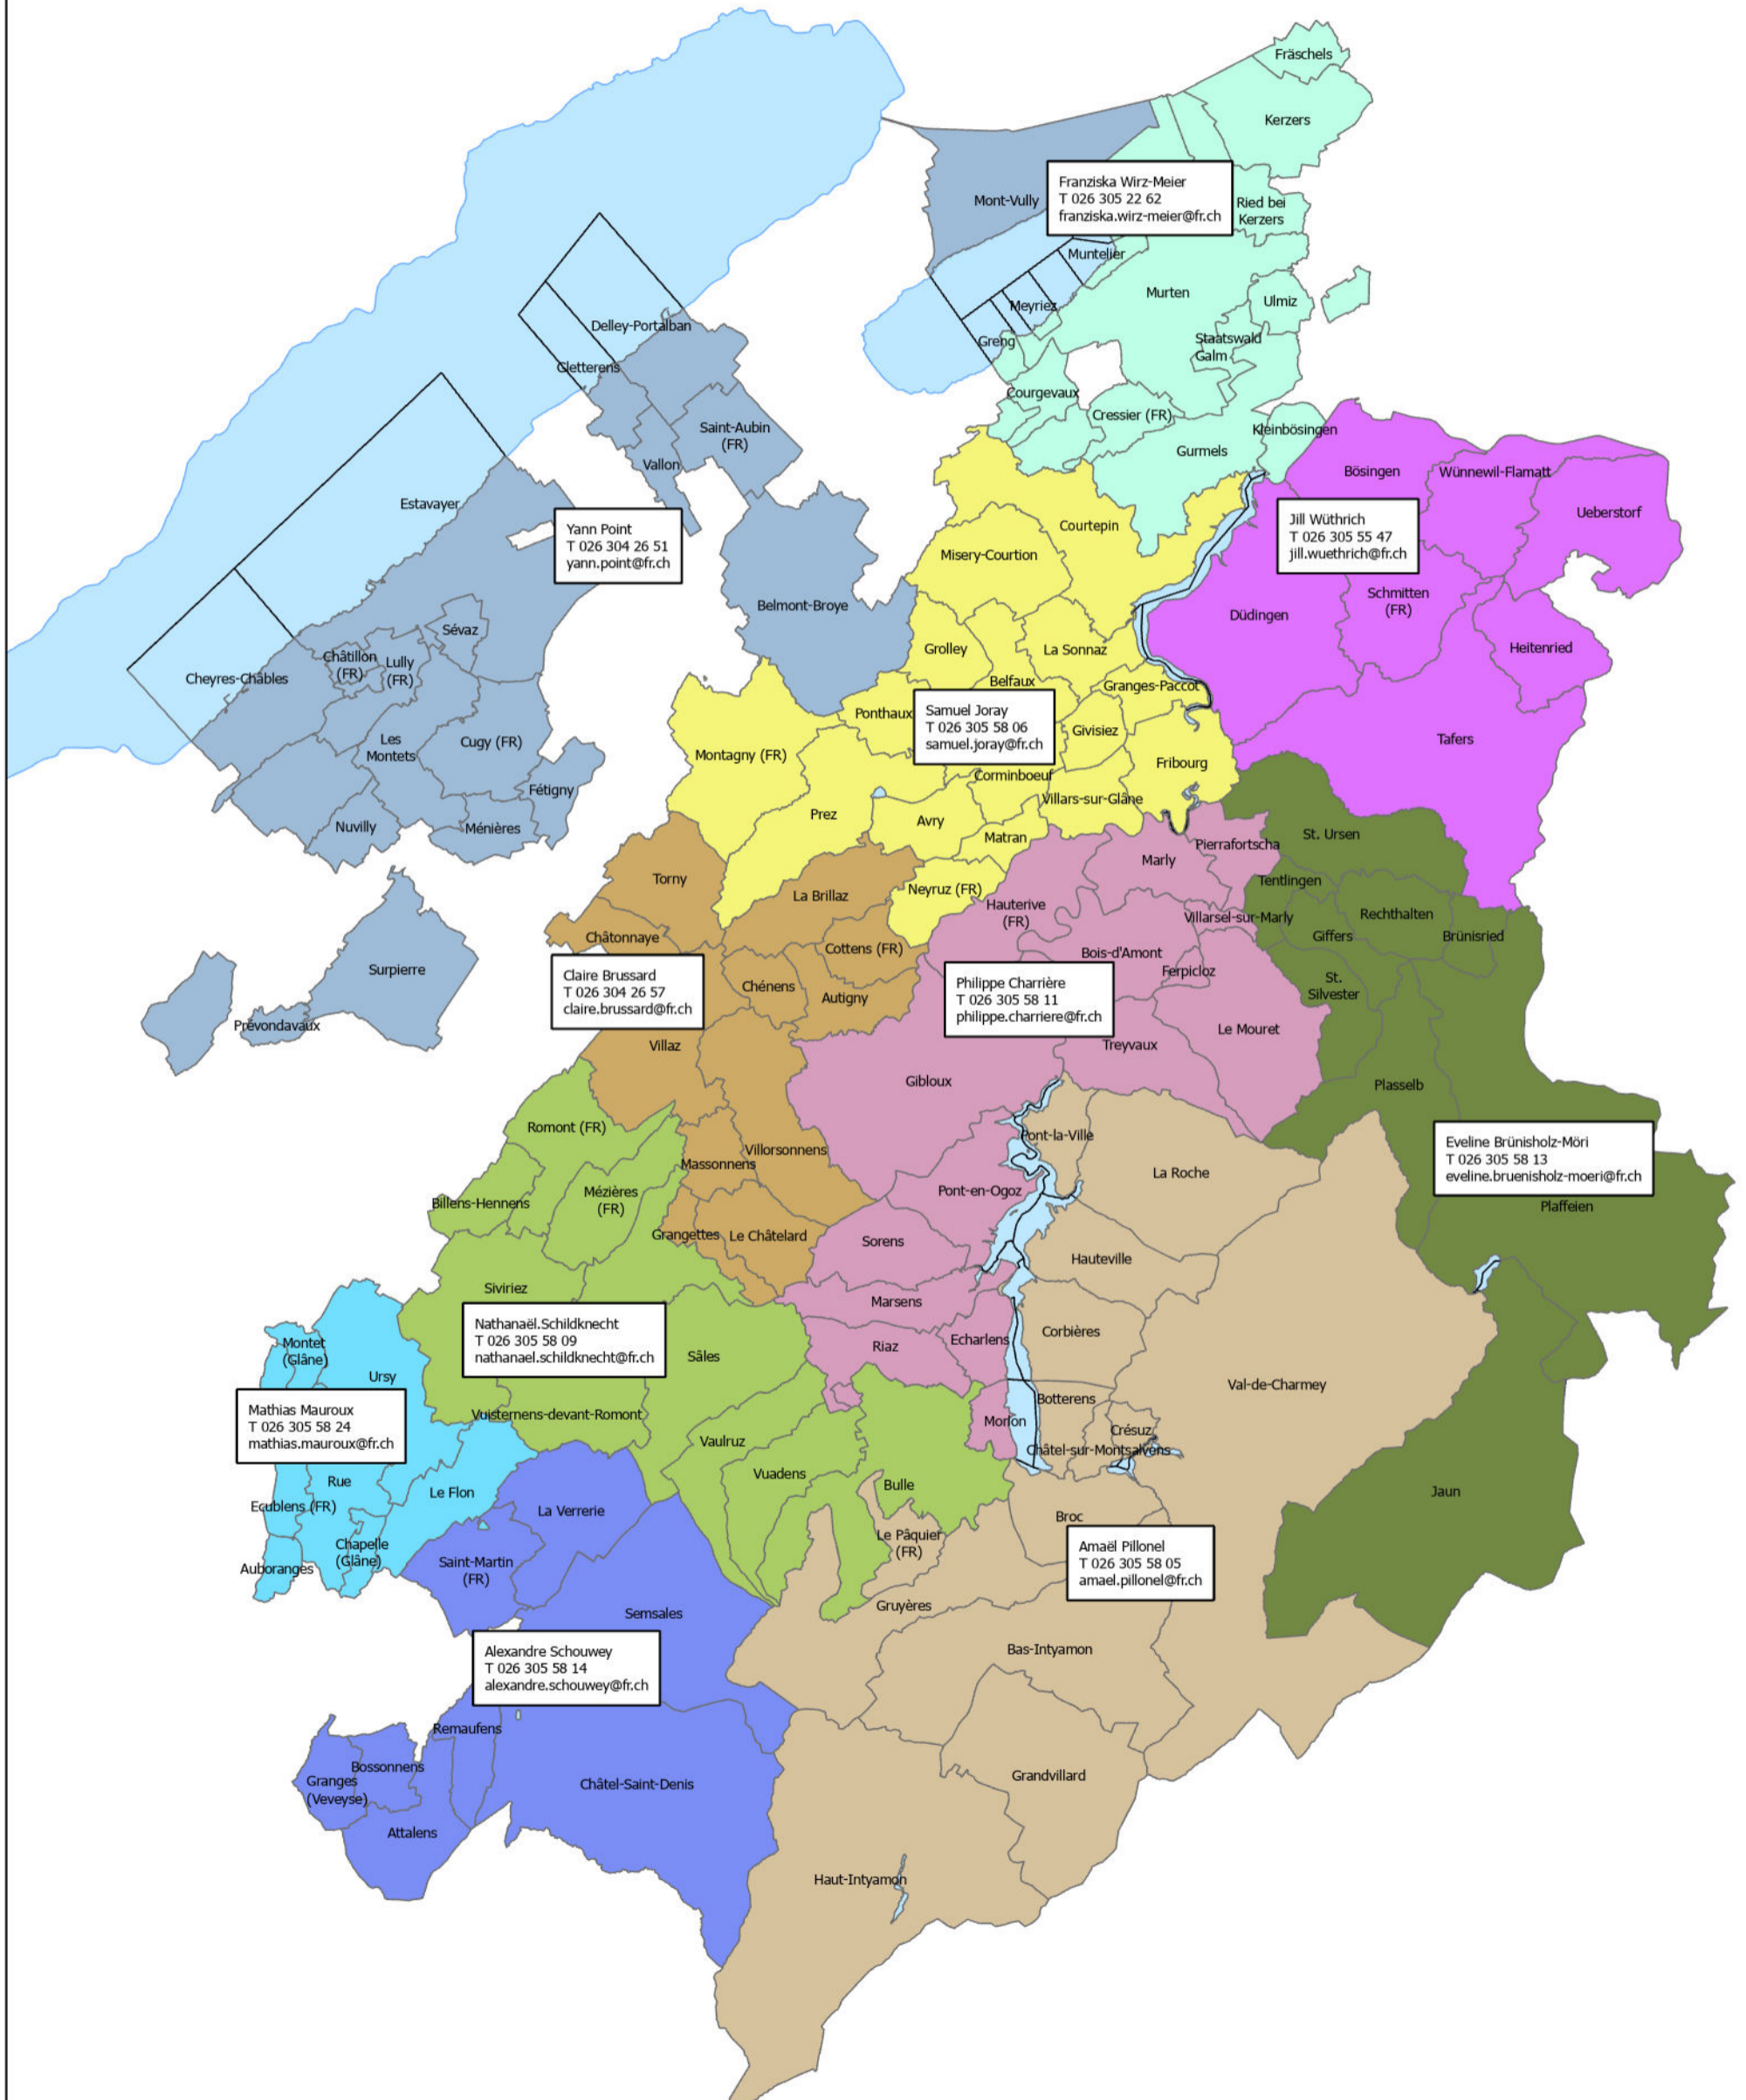 Fräschels
Kerzers
Franziska Wirz-Meier
T 026 305 22 62
franziska.wirz-meier@fr.ch
Mont-Vully
Ried bei
Kerzers
Muntelier
Murten
Ulmiz
Meyriez
Delley-Portalban
Greng
Staatswald
Galm
Gletterens
Courgevaux
Cressier (FR)
Saint-Aubin
(FR)
Kleinbösingen
Gurmels
Vallon
Bösingen
Wünnewil-Flamatt
Estavayer
Ueberstorf
Yann Point
T 026 304 26 51
yann.point@fr.ch
Courtepin
Jill Wüthrich
T 026 305 55 47
jill.wuethrich@fr.ch
Misery-Courtion
Belmont-Broye
Schmitten
(FR)
Düdingen
Sévaz
Grolley
La Sonnaz
Heitenried
Châtillon
(FR)
Lully
(FR)
Cheyres-Châbles
Belfaux
Granges-Paccot
Ponthaux
Samuel Joray
T 026 305 58 06
samuel.joray@fr.ch
Givisiez
Les
Montets
Cugy (FR)
Montagny (FR)
Tafers
Fribourg
Corminboeuf
Fétigny
Villars-sur-Glâne
Prez
Avry
Nuvilly
Ménières
Matran
St. Ursen
Pierrafortscha
Marly
Torny
Tentlingen
La Brillaz
Neyruz (FR)
Hauterive
(FR)
Villarsel-sur-Marly
Rechthalten
Châtonnaye
Giffers
Brünisried
Cottens (FR)
Bois-d'Amont
Surpierre
Claire Brussard
T 026 304 26 57
claire.brussard@fr.ch
Chénens
Autigny
Philippe Charrière
T 026 305 58 11
philippe.charriere@fr.ch
Ferpicloz
St.
Silvester
Prévondavaux
Le Mouret
Villaz
Treyvaux
Gibloux
Plasselb
Romont (FR)
Pont-la-Ville
Eveline Brünisholz-Möri
T 026 305 58 13
eveline.bruenisholz-moeri@fr.ch
Villorsonnens
Massonnens
La Roche
Mézières
(FR)
Pont-en-Ogoz
Billens-Hennens
Plaffeien
Grangettes
Le Châtelard
Sorens
Hauteville
Siviriez
Marsens
Nathanaël.Schildknecht
T 026 305 58 09
nathanael.schildknecht@fr.ch
Corbières
Echarlens
Riaz
Montet
(Glâne)
Sâles
Ursy
Val-de-Charmey
Mathias Mauroux
T 026 305 58 24
mathias.mauroux@fr.ch
Botterens
Vuisternens-devant-Romont
Morlon
Crésuz
Vaulruz
Châtel-sur-Montsalvens
Vuadens
Rue
Bulle
Le Flon
Jaun
Ecublens (FR)
La Verrerie
Broc
Le Pâquier
(FR)
Chapelle
(Glâne)
Amaël Pillonel
T 026 305 58 05
amael.pillonel@fr.ch
Auboranges
Saint-Martin
(FR)
Gruyères
Semsales
Bas-Intyamon
Alexandre Schouwey
T 026 305 58 14
alexandre.schouwey@fr.ch
Remaufens
Bossonnens
Granges
(Veveyse)
Châtel-Saint-Denis
Grandvillard
Attalens
Haut-Intyamon